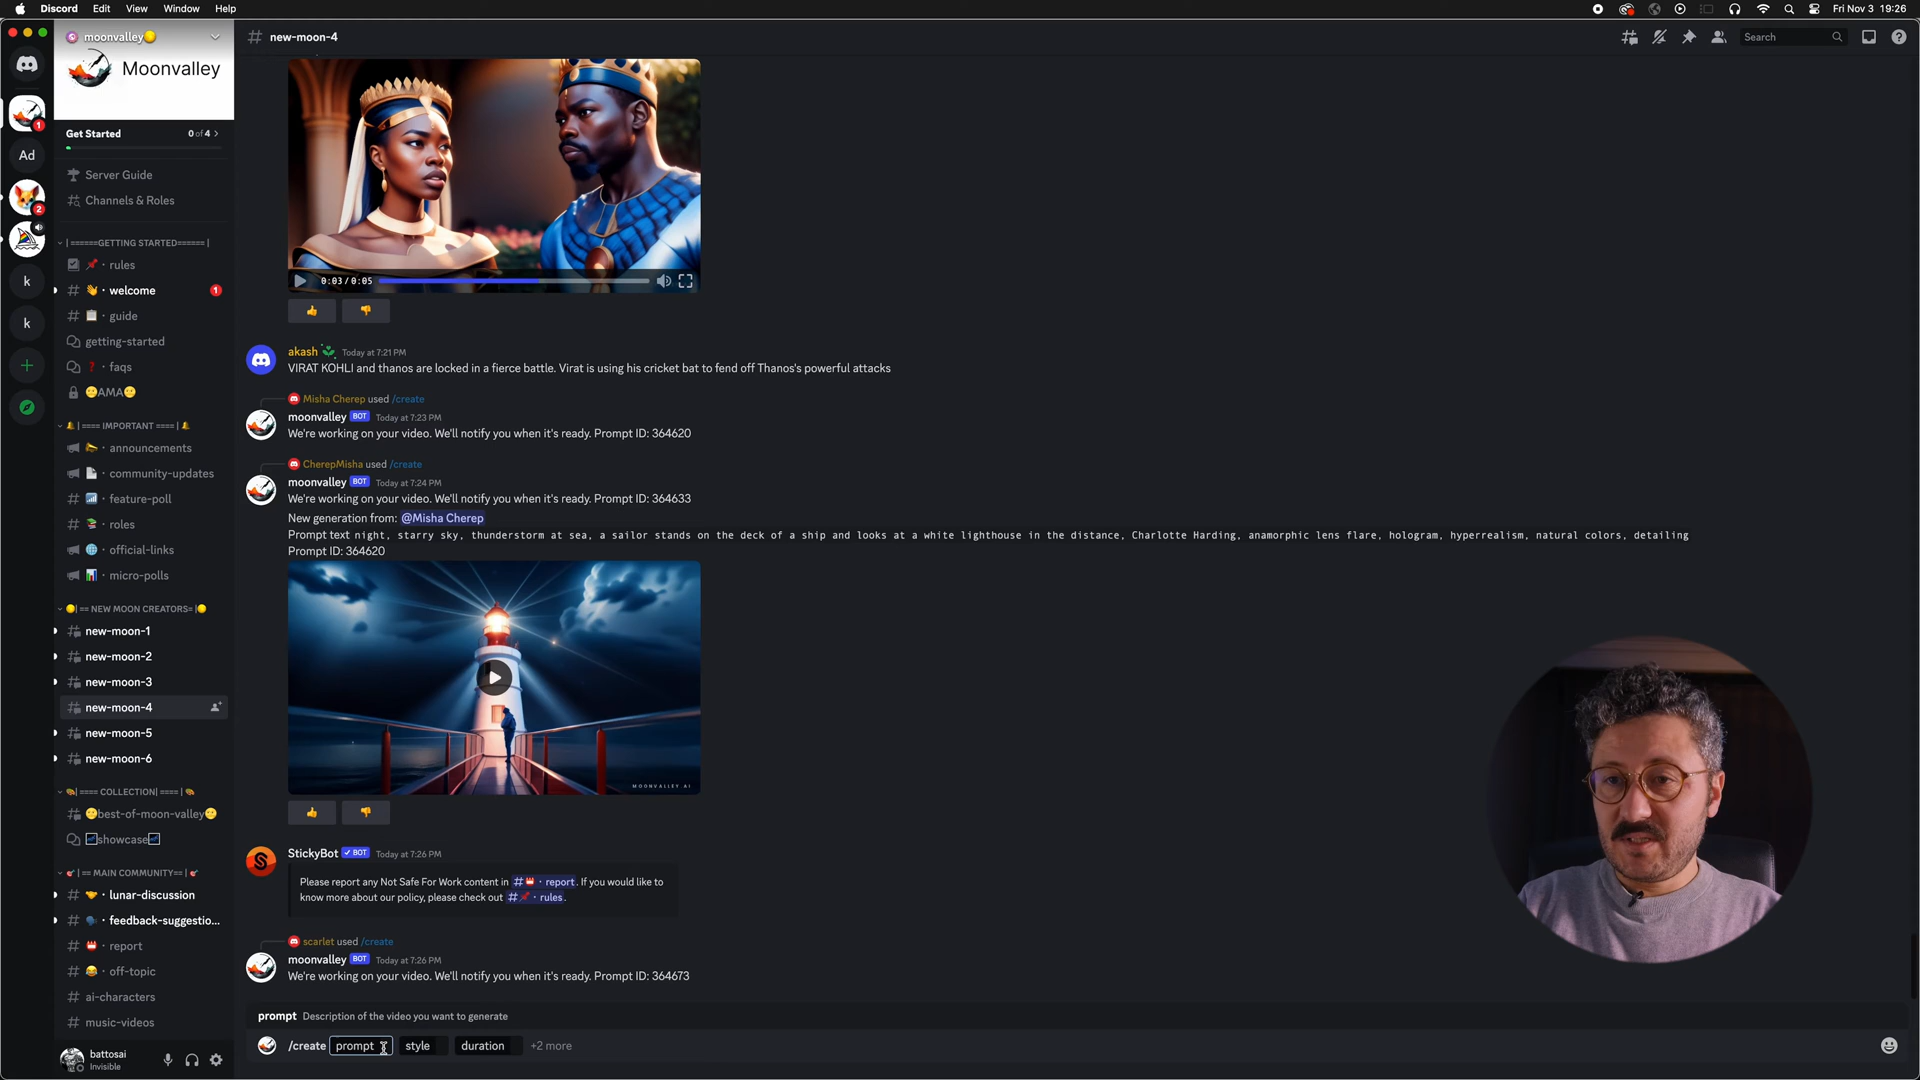 Discord Edit View Window Help
Fri Nov 3 19:26
moonvalley
Moonvalley
Get Started 0 of 4
Server Guide
Channels & Roles
|======GETTING STARTED======|
rules
welcome 1
guide
getting-started
faqs
AMA
| ==== IMPORTANT ==== |
announcements
community-updates
feature-poll
roles
official-links
micro-polls
| == NEW MOON CREATORS= |
new-moon-1
new-moon-2
new-moon-3
new-moon-4
new-moon-5
new-moon-6
|==== COLLECTION| ==== |
best-of-moon-valley
showcase
| == MAIN COMMUNITY== |
lunar-discussion
feedback-suggestio...
report
off-topic
ai-characters
music-videos
battosai
Invisible
1
Ad
2
k
k
# new-moon-4
Search
0:03/0:05
akash Today at 7:21 PM
VIRAT KOHLI and thanos are locked in a fierce battle. Virat is using his cricket bat to fend off Thanos's powerful attacks
Misha Cherep used /create
moonvalley BOT Today at 7:23 PM
We're working on your video. We'll notify you when it's ready. Prompt ID: 364620
CherepMisha used /create
moonvalley BOT Today at 7:24 PM
We're working on your video. We'll notify you when it's ready. Prompt ID: 364633
New generation from: @Misha Cherep
Prompt text night, starry sky, thunderstorm at sea, a sailor stands on the deck of a ship and looks at a white lighthouse in the distance, Charlotte Harding, anamorphic lens flare, hologram, hyperrealism, natural colors, detailing
Prompt ID: 364620
MOONVALLEY.AI
StickyBot BOT Today at 7:26 PM
Please report any Not Safe For Work content in # · report. If you would like to
know more about our policy, please check out # · rules.
scarlet used /create
moonvalley BOT Today at 7:26 PM
We're working on your video. We'll notify you when it's ready. Prompt ID: 364673
prompt Description of the video you want to generate
/create prompt style duration +2 more